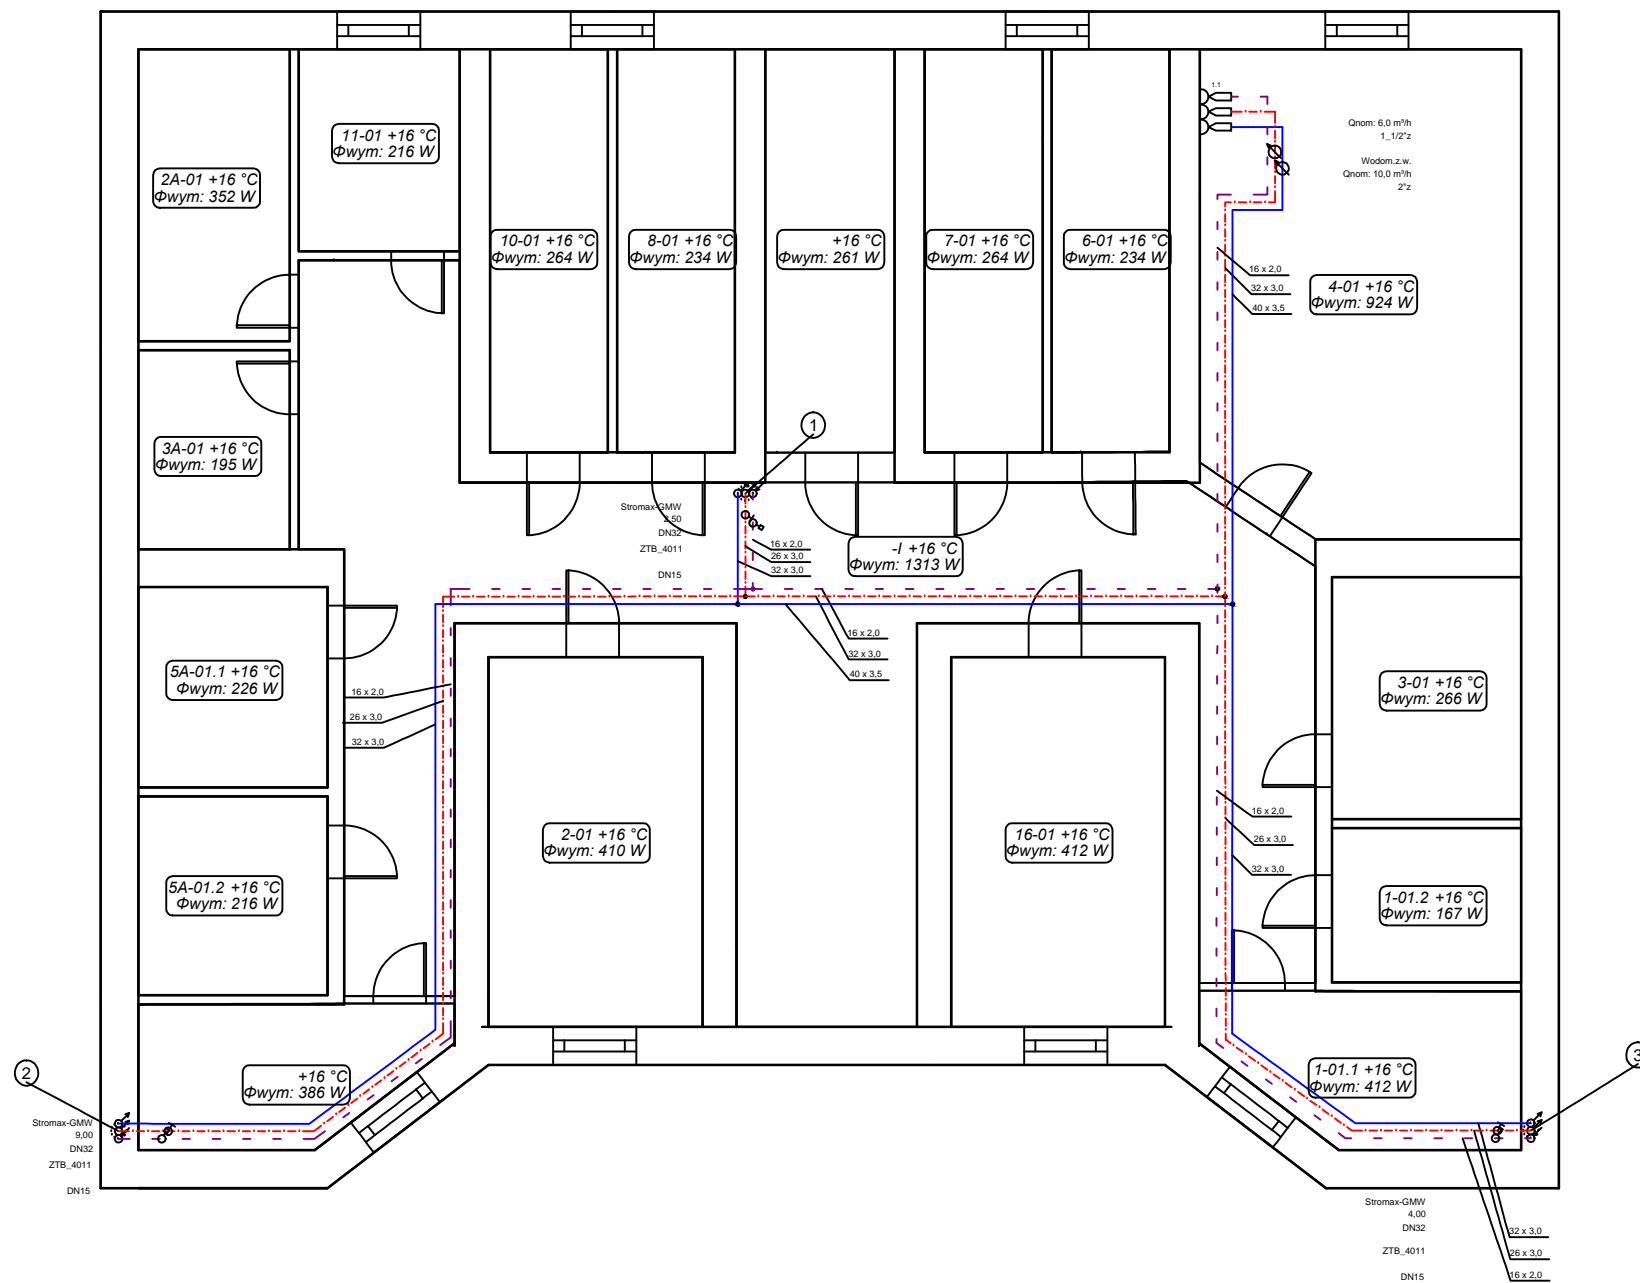 1.1
Qnom: 6,0 m³/h
1_1/2"z
Wodom.z.w.
Qnom: 10,0 m³/h
2"z
11-01 +16 °C
Φwym: 216 W
2A-01 +16 °C
Φwym: 352 W
10-01 +16 °C
Φwym: 264 W
8-01 +16 °C
Φwym: 234 W
+16 °C
Φwym: 261 W
7-01 +16 °C
Φwym: 264 W
6-01 +16 °C
Φwym: 234 W
16 x 2,0
32 x 3,0
40 x 3,5
4-01 +16 °C
Φwym: 924 W
1
3A-01 +16 °C
Φwym: 195 W
Stromax-GMW
2,50
DN32
ZTB_4011
DN15
16 x 2,0
26 x 3,0
32 x 3,0
-I +16 °C
Φwym: 1313 W
16 x 2,0
32 x 3,0
40 x 3,5
5A-01.1 +16 °C
Φwym: 226 W
16 x 2,0
26 x 3,0
32 x 3,0
3-01 +16 °C
Φwym: 266 W
2-01 +16 °C
Φwym: 410 W
16-01 +16 °C
Φwym: 412 W
16 x 2,0
26 x 3,0
32 x 3,0
5A-01.2 +16 °C
Φwym: 216 W
1-01.2 +16 °C
Φwym: 167 W
2
+16 °C
Φwym: 386 W
1-01.1 +16 °C
Φwym: 412 W
3
Stromax-GMW
9,00
DN32
ZTB_4011
DN15
Stromax-GMW
4,00
DN32
ZTB_4011
DN15
32 x 3,0
26 x 3,0
16 x 2,0